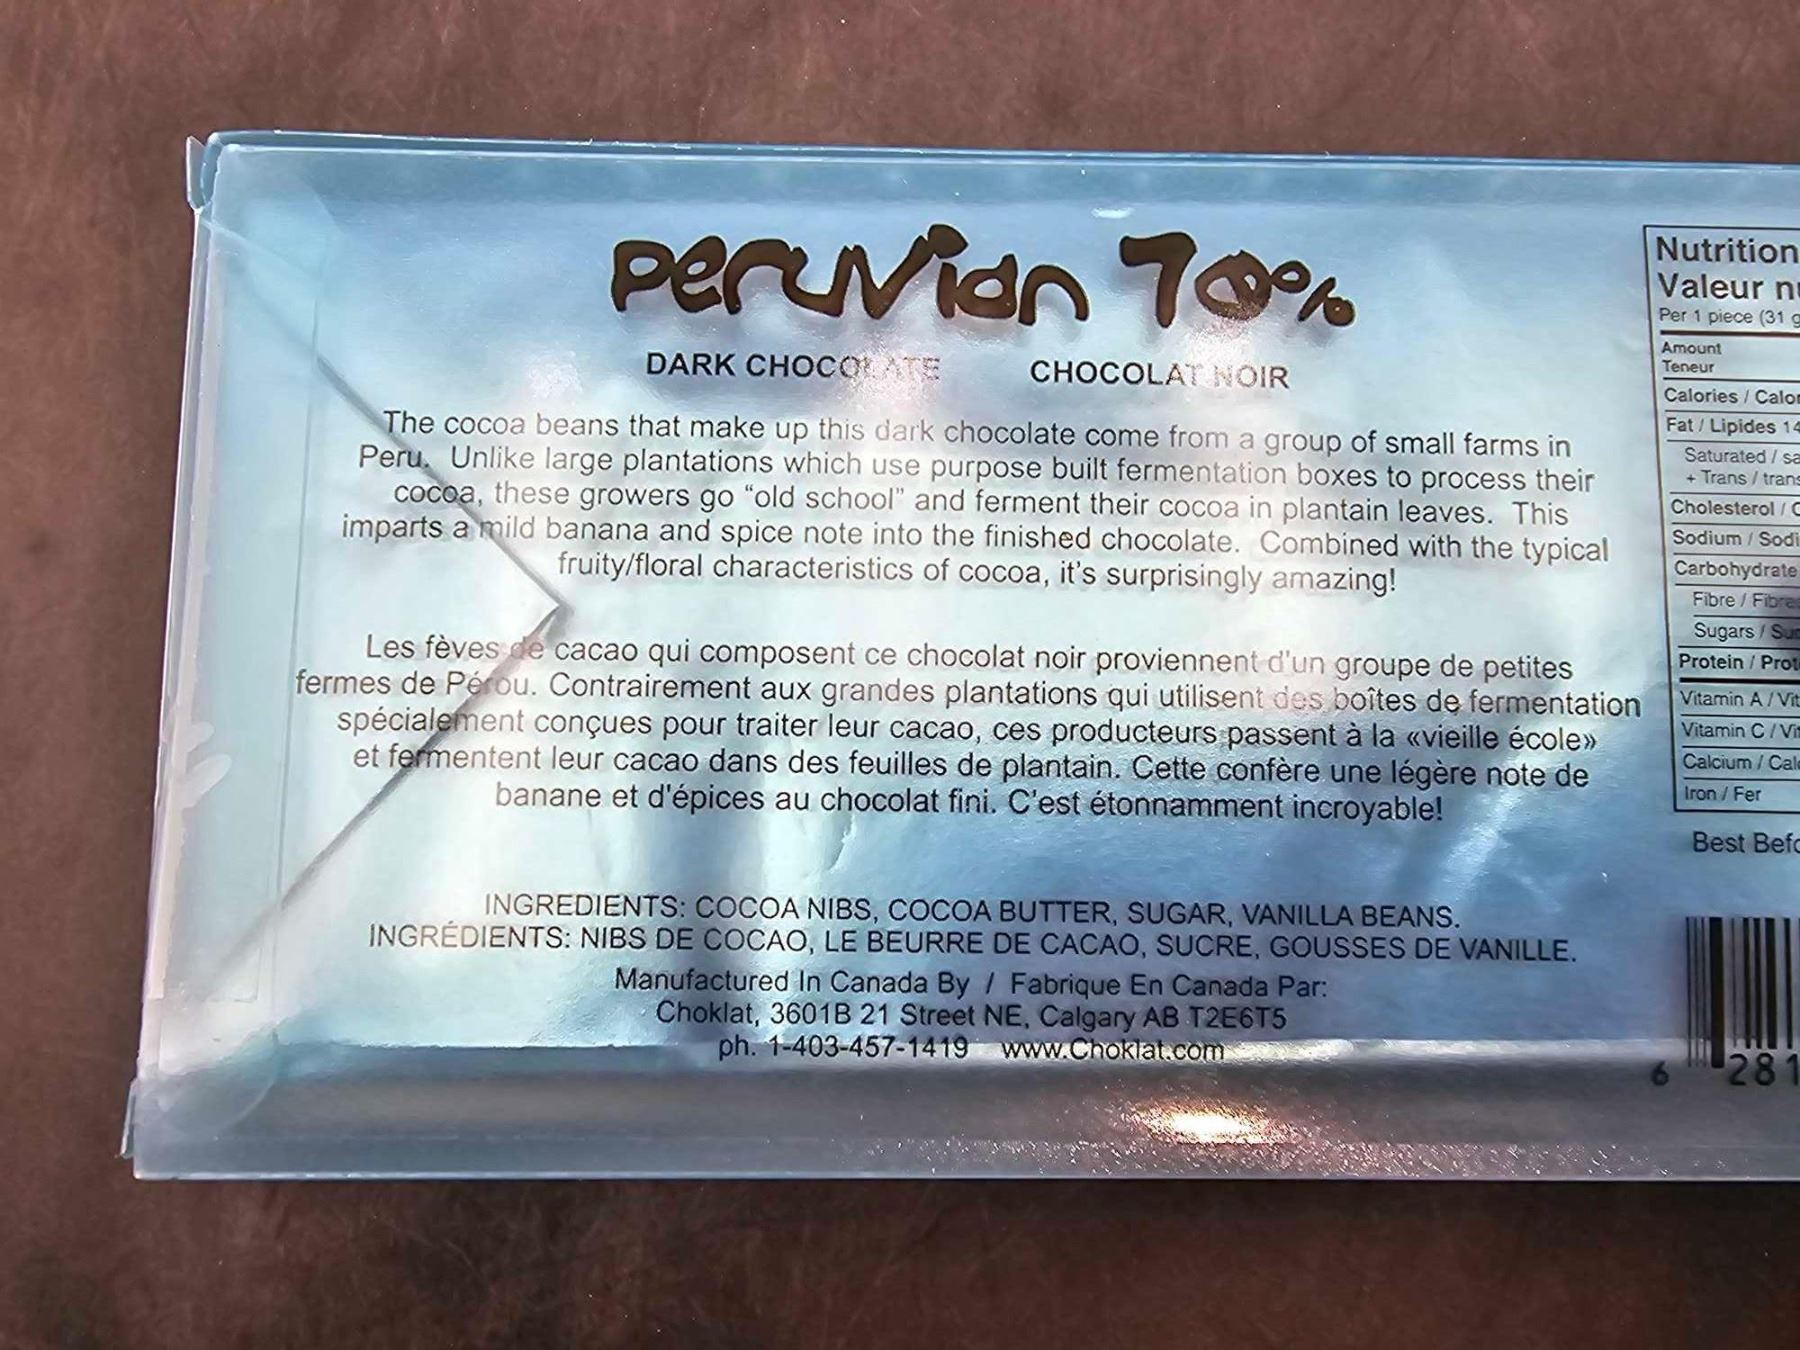 Peruvian 70%
DARK CHOCOLATE CHOCOLAT NOIR
The cocoa beans that make up this dark chocolate come from a group of small farms in
Peru. Unlike large plantations which use purpose built fermentation boxes to process their
cocoa, these growers go “old school” and ferment their cocoa in plantain leaves. This
imparts a mild banana and spice note into the finished chocolate. Combined with the typical
fruity/floral characteristics of cocoa, it's surprisingly amazing!
Les fèves de cacao qui composent ce chocolat noir proviennent d'un groupe de petites
fermes de Pérou. Contrairement aux grandes plantations qui utilisent des boîtes de fermentation
spécialement conçues pour traiter leur cacao, ces producteurs passent à la «vieille école»
et fermentent leur cacao dans des feuilles de plantain. Cette confère une légère note de
banane et d'épices au chocolat fini. C'est étonnamment incroyable!
INGREDIENTS: COCOA NIBS, COCOA BUTTER, SUGAR, VANILLA BEANS.
INGRÉDIENTS: NIBS DE COCAO, LE BEURRE DE CACAO, SUCRE, GOUSSES DE VANILLE.
Manufactured In Canada By / Fabrique En Canada Par:
Choklat, 3601B 21 Street NE, Calgary AB T2E6T5
ph. 1-403-457-1419 www.Choklat.com
Nutrition
Valeur
Per 1 piece (31 g
Amount
Teneur
Calories /
Fat / Lipides 14
Saturated /
+ Trans /
Cholesterol /
Sodium /
Carbohydrate
Fibre /
Sugars /
Protein /
Vitamin A /
Vitamin C /
Calcium /
Iron / Fer
Best
6 281